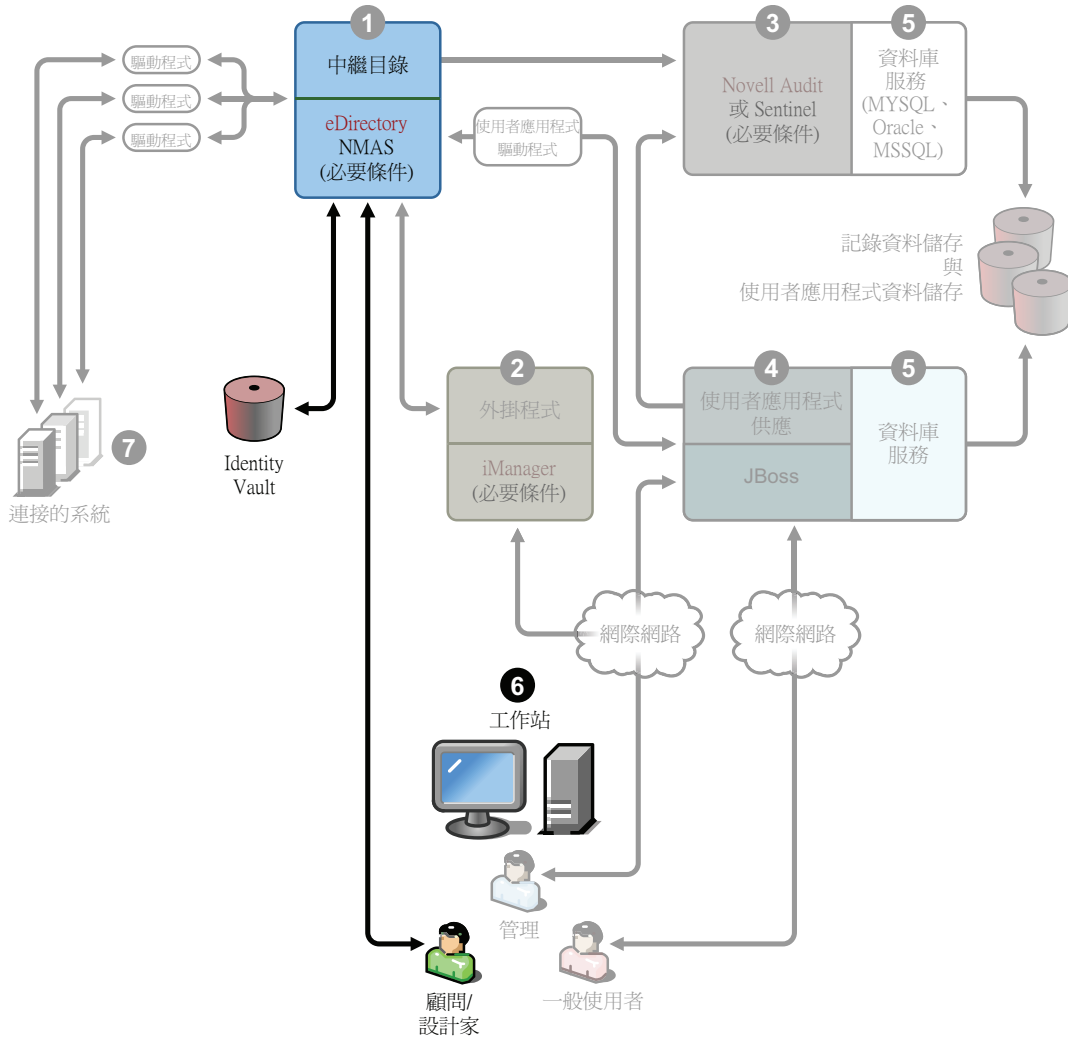 1
3
5
驅動程式
驅動程式
驅動程式
中繼目錄
eDirectory
NMAS
(必要條件)
使用者應用程式
驅動程式
Novell Audit
或 Sentinel
(必要條件)
資料庫
服務
(MYSQL、
Oracle、
MSSQL)
記錄資料儲存
與
使用者應用程式資料儲存
2
4
5
外掛程式
iManager
(必要條件)
使用者應用程式
供應
JBoss
資料庫
服務
Identity
Vault
7
連接的系統
網際網路
網際網路
6
工作站
管理
一般使用者
顧問/
設計家